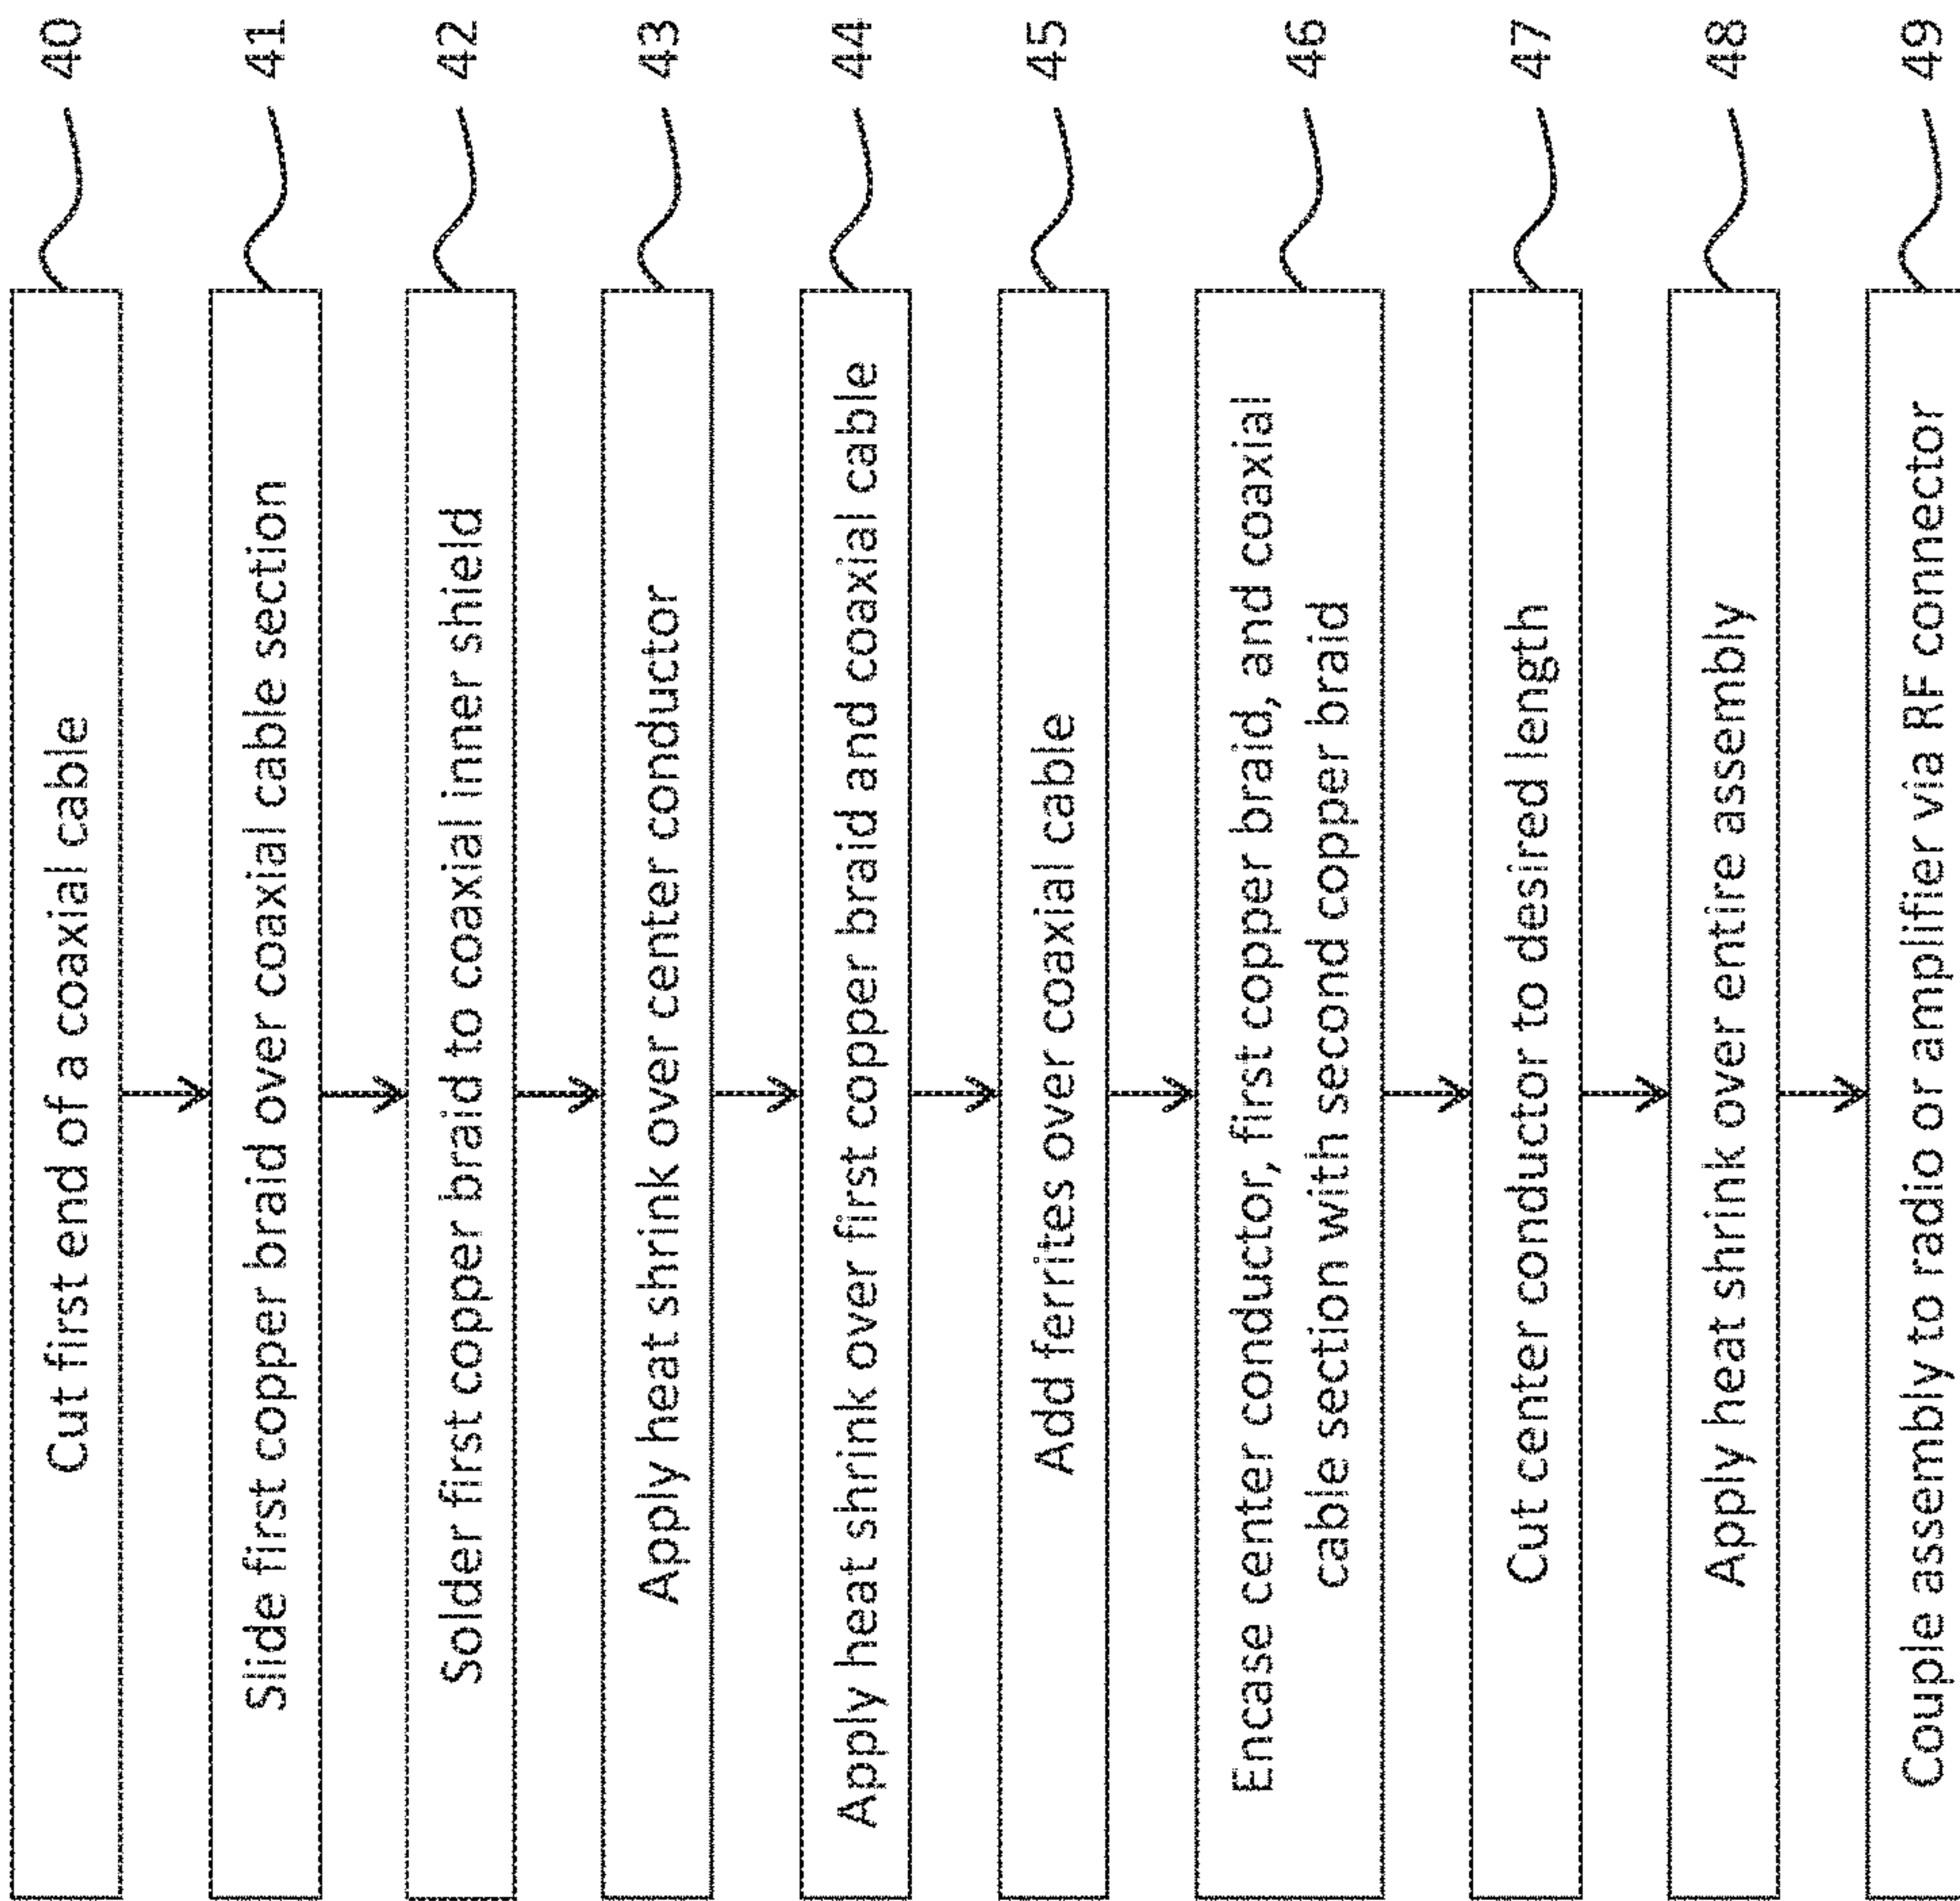 Cut first end of a coaxial cable
40
Slide first copper braid over coaxial cable section
41
Solder first copper braid to coaxial inner shield
42
Apply heat shrink over center conductor
43
Apply heat shrink over first copper braid and coaxial cable
44
Add ferrites over coaxial cable
45
Encase center conductor, first copper braid, and coaxial
cable section with second copper braid
46
Cut center conductor to desired length
47
Apply heat shrink over entire assembly
48
Couple assembly to radio or amplifier via RF connector
49